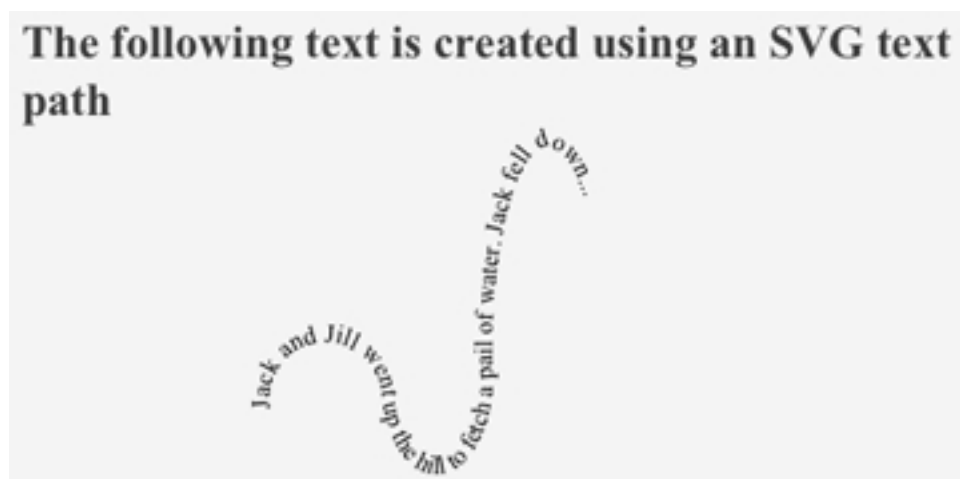 The following text is created using an SVG text
path
Jack and Jill went up the hill to fetch a pail of water. Jack fell down...